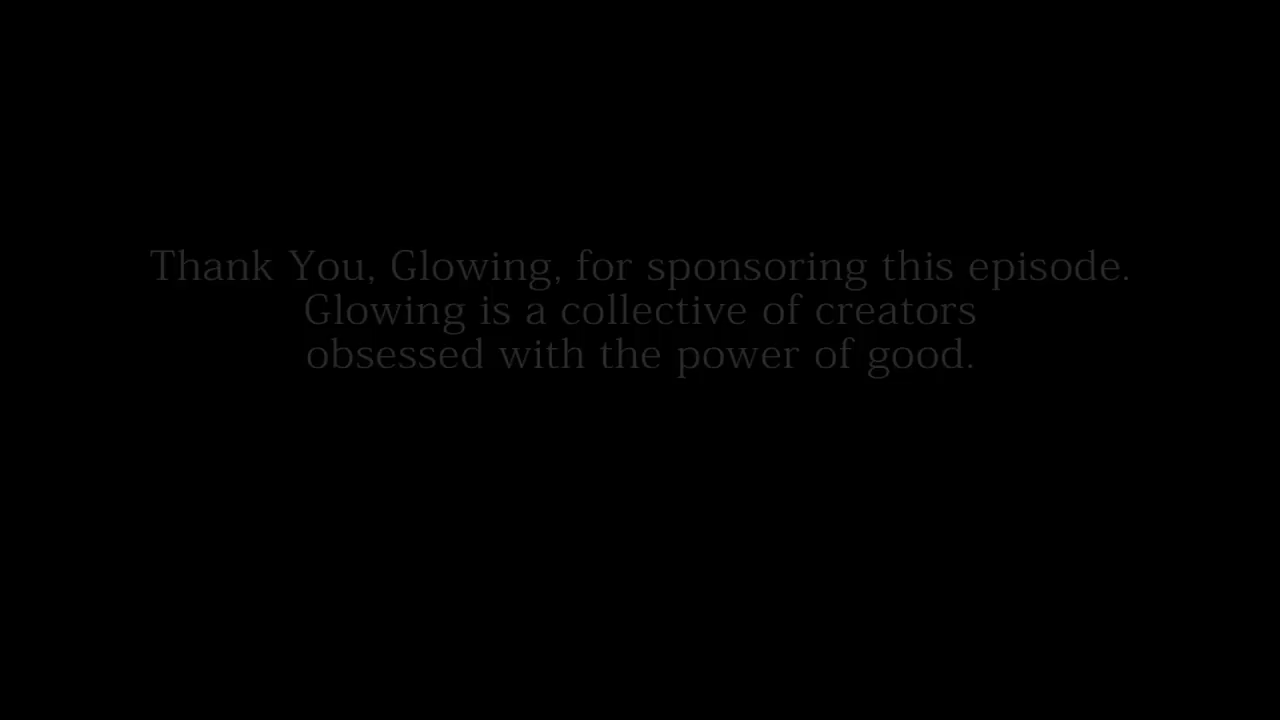 Thank You, Glowing, for sponsoring this episode.
Glowing is a collective of creators
obsessed with the power of good.